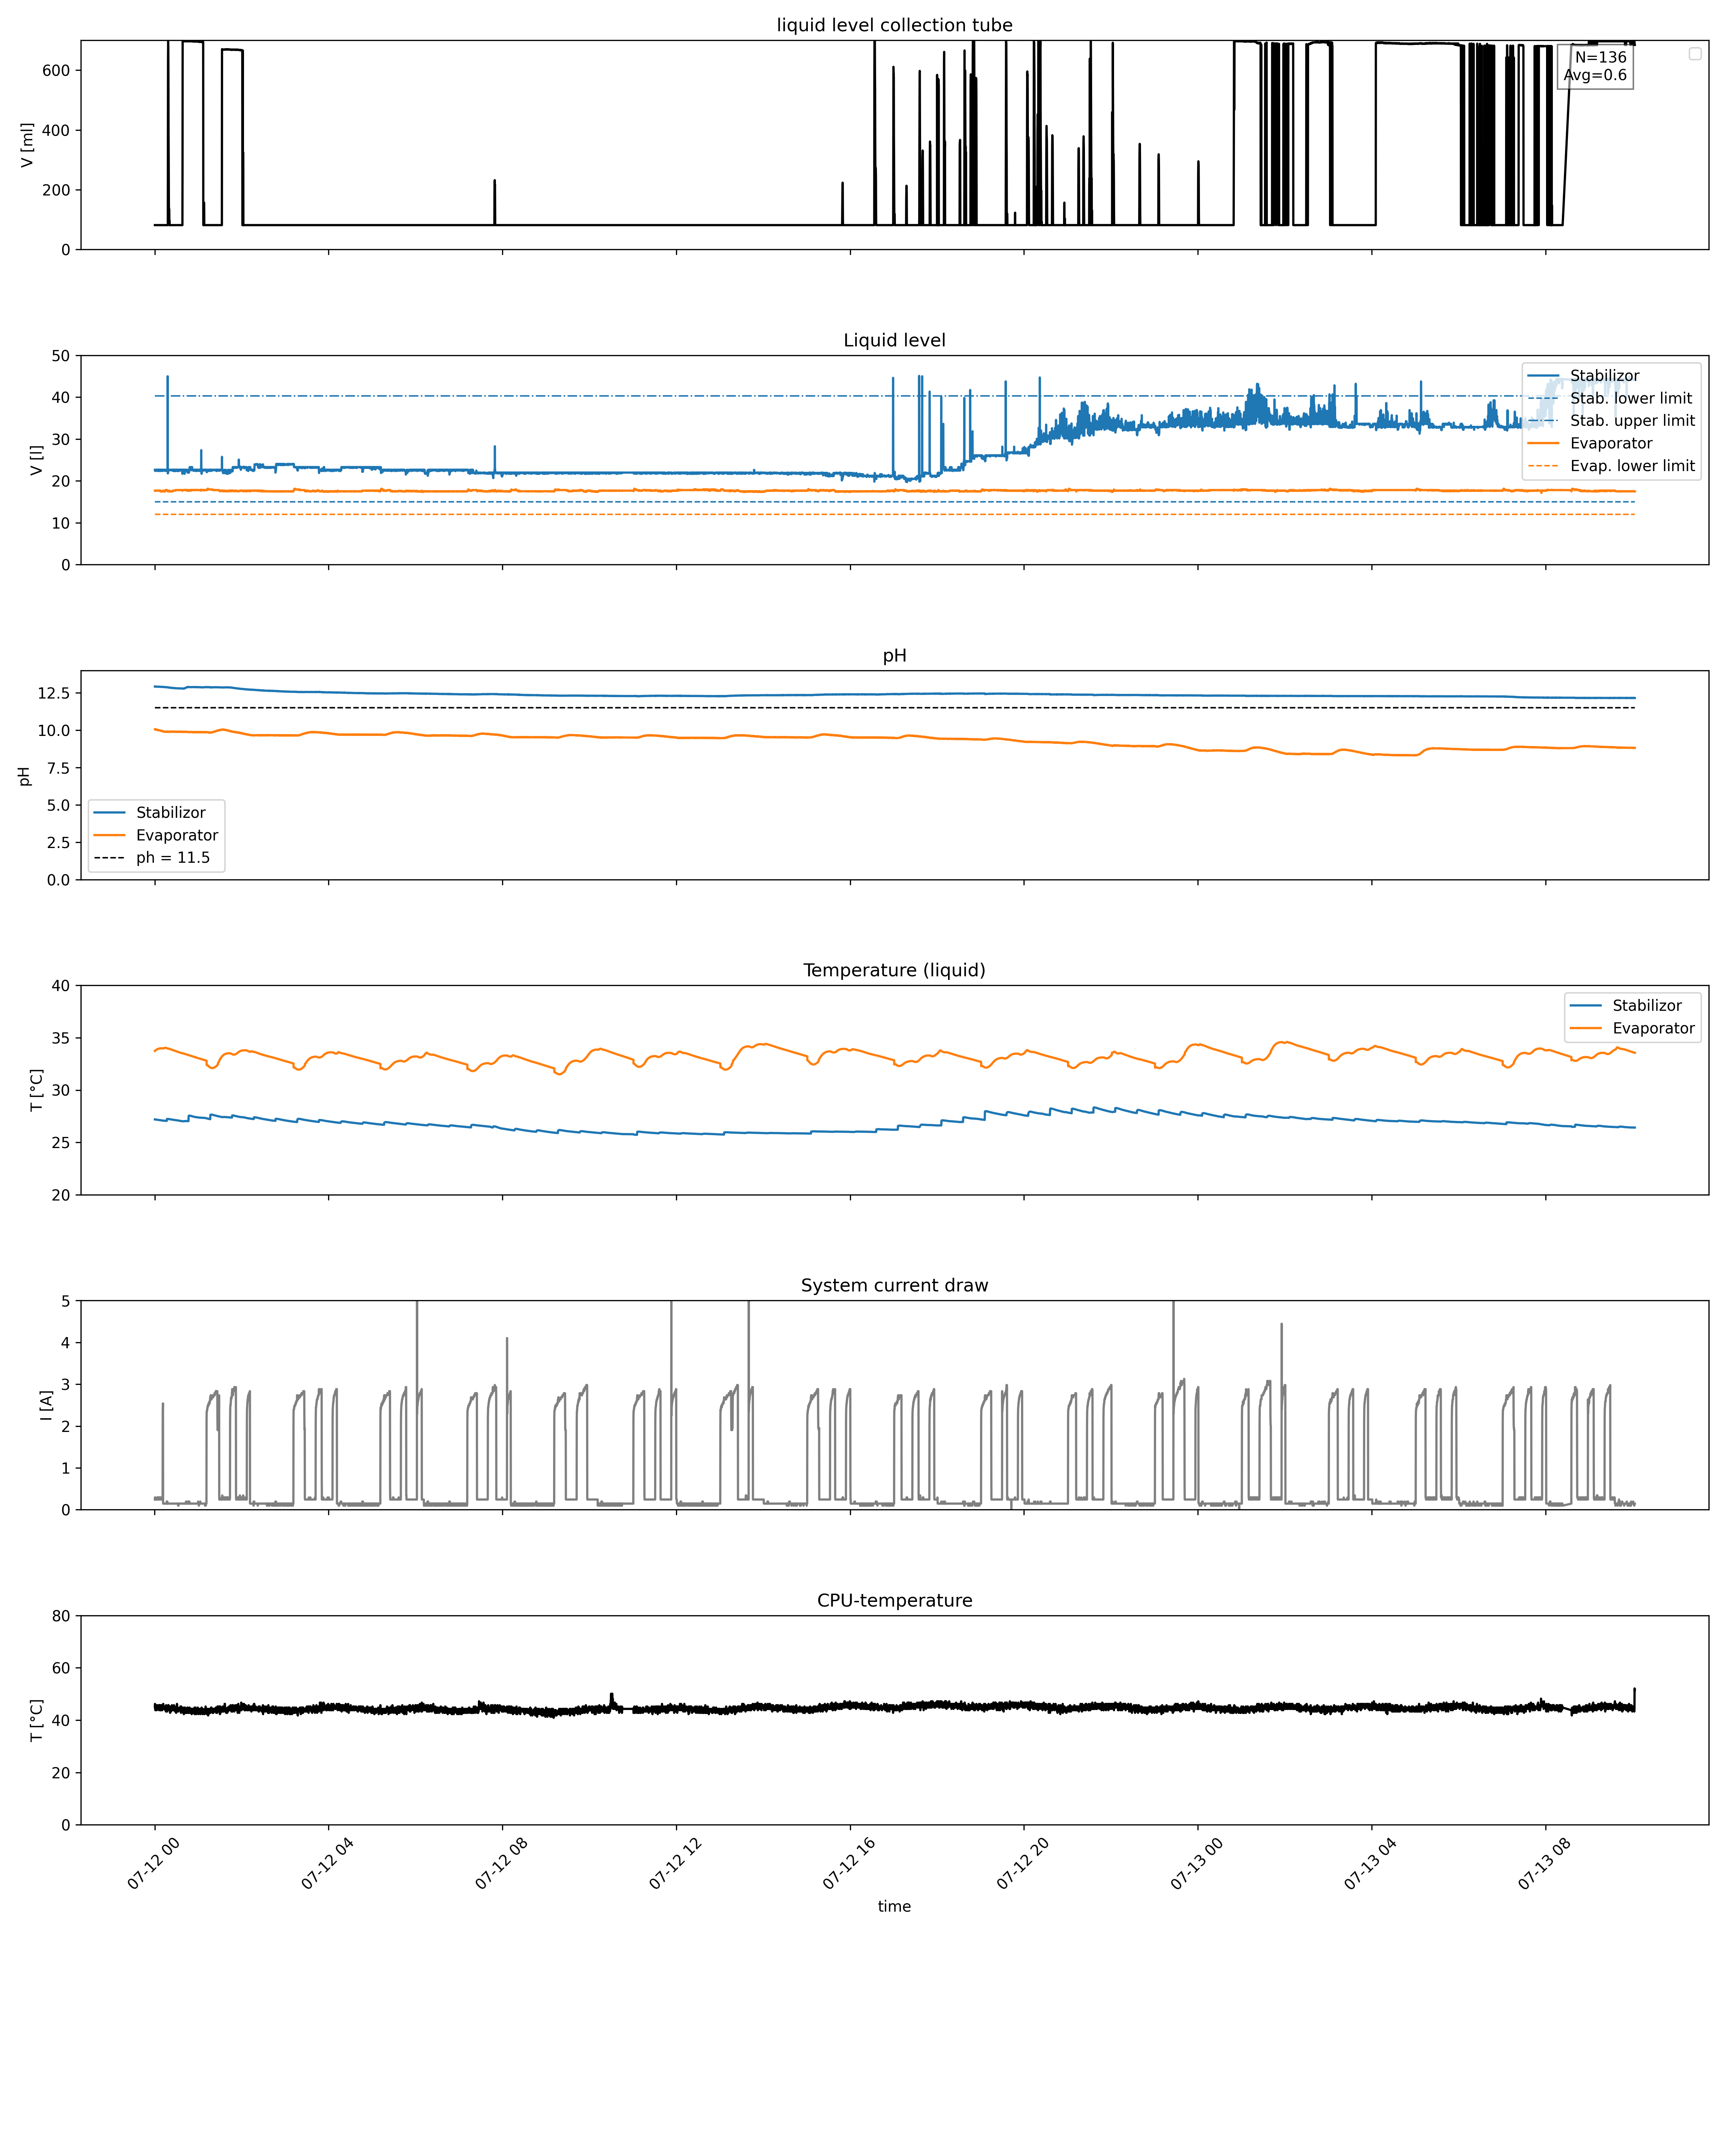 liquid level collection tube
V [ml]
600
400
200
0
N=136
Avg=0.6
Liquid level
V [l]
50
40
30
20
10
0
Stabilizor
Stab. lower limit
Stab. upper limit
Evaporator
Evap. lower limit
pH
pH
12.5
10.0
7.5
5.0
2.5
0.0
Stabilizor
Evaporator
ph = 11.5
Temperature (liquid)
T [°C]
40
35
30
25
20
Stabilizor
Evaporator
System current draw
I [A]
5
4
3
2
1
0
CPU-temperature
T [°C]
80
60
40
20
0
07-12 00
07-12 04
07-12 08
07-12 12
07-12 16
07-12 20
07-13 00
07-13 04
07-13 08
time